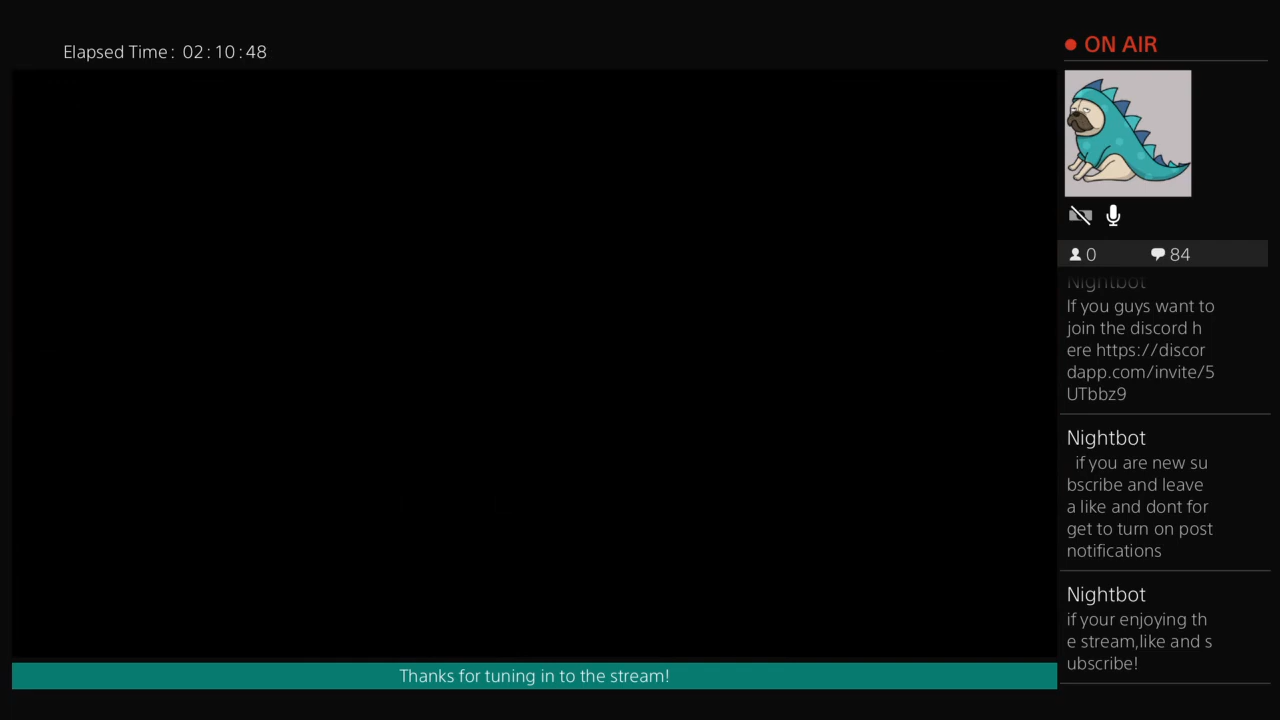 Elapsed Time: 02:10:48
ON AIR
0 84
Nightbot
If you guys want to
join the discord h
ere https://discor
dapp.com/invite/5
UTbbz9
Nightbot
if you are new su
bscribe and leave
a like and dont for
get to turn on post
notifications
Nightbot
if your enjoying th
e stream,like and s
ubscribe!
Thanks for tuning in to the stream!